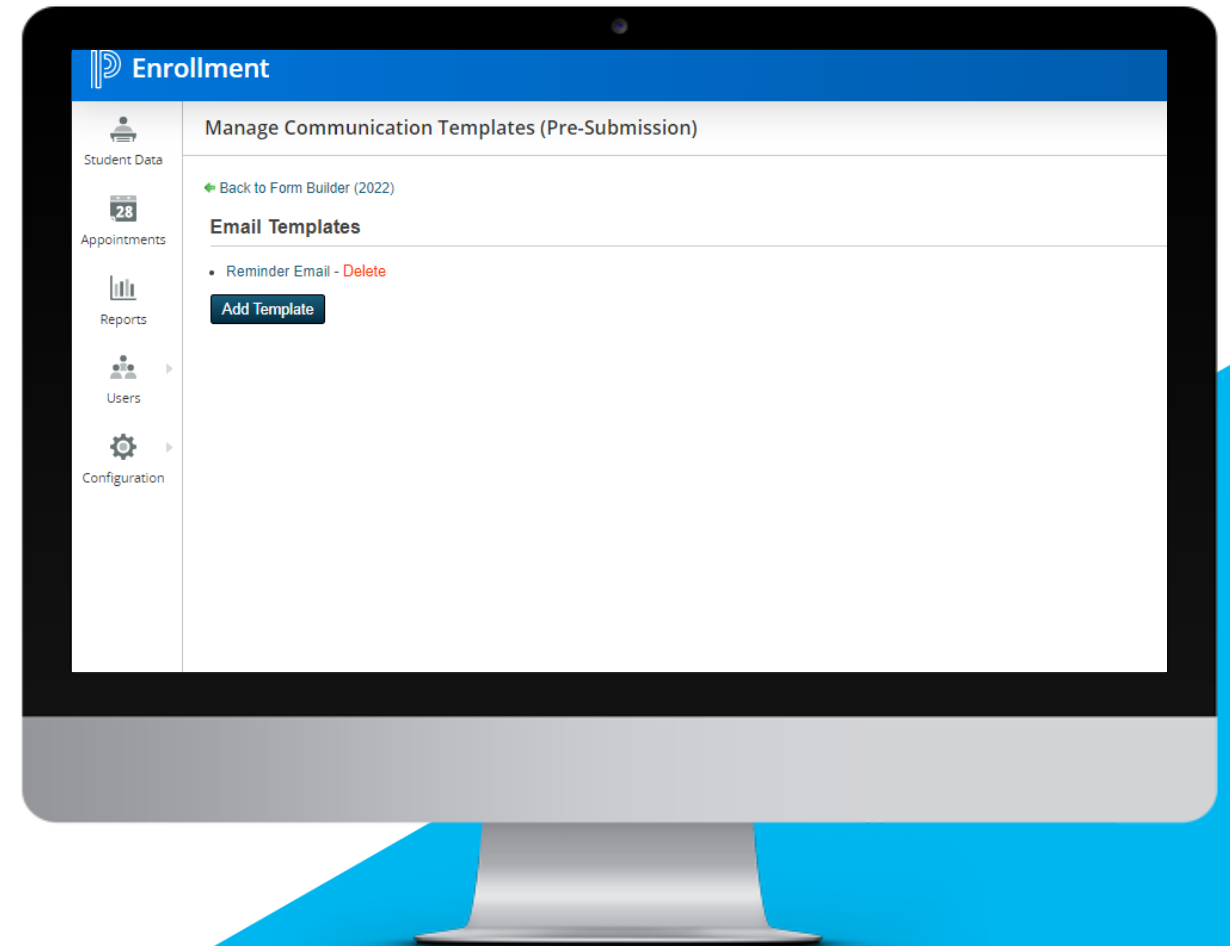 Enrollment
Manage Communication Templates (Pre-Submission)
Student Data
Back to Form Builder (2022)
28
Appointments
Email Templates
Reminder Email - Delete
Add Template
Reports
Users
Configuration